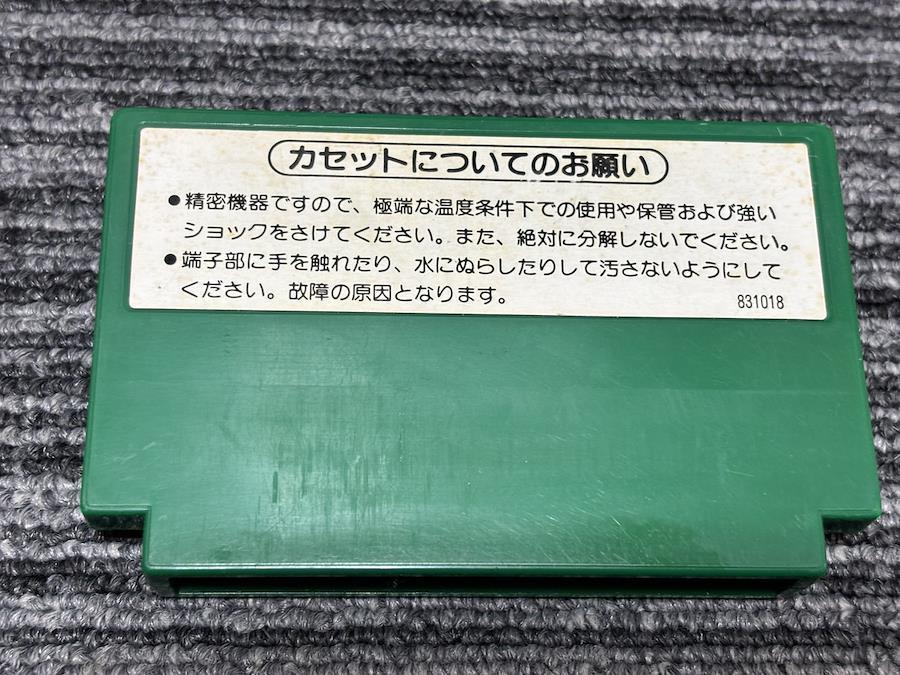 カセットについてのお願い
●精密機器ですので、極端な温度条件下での使用や保管および強い
ショックをさけてください。また、絶対に分解しないでください。
●端子部に手を触れたり、水にぬらしたりして汚さないようにして
ください。故障の原因となります。
831018